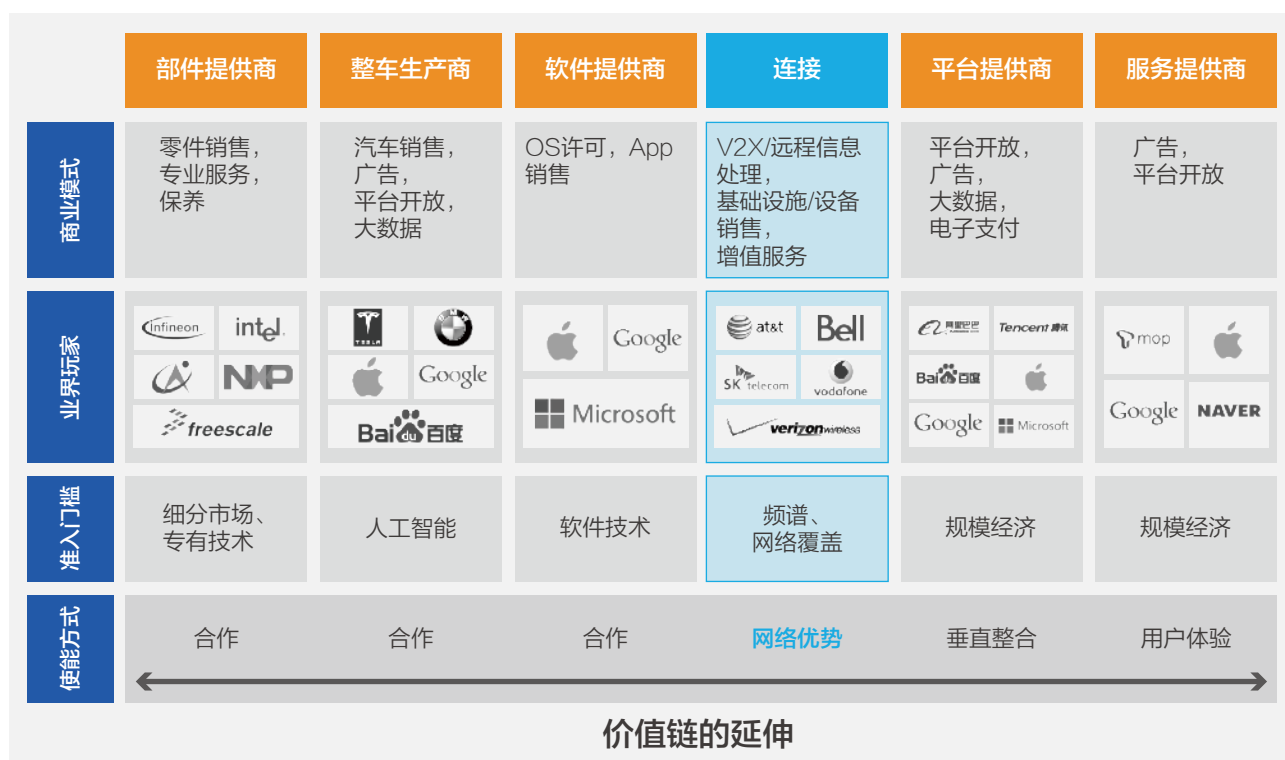 部件提供商
整车生产商
软件提供商
连接
平台提供商
服务提供商
商业模式
零件销售，
专业服务，
保养
汽车销售，
广告，
平台开放，
大数据
OS许可，App
销售
V2X/远程信息
处理，
基础设施/设备
销售，
增值服务
平台开放，
广告，
大数据，
电子支付
广告，
平台开放
业界玩家
infineon
intel.
NXP
freescale
TESLA
BMW
Google
Bai du 百度
Google
Microsoft
at&t
Bell
SK telecom
vodafone
verizon wireless
阿里巴巴
Tencent 腾讯
Bai du 百度
Google
Microsoft
mop
Google
NAVER
准入门槛
细分市场、
专有技术
人工智能
软件技术
频谱、
网络覆盖
规模经济
规模经济
使能方式
合作
合作
合作
网络优势
垂直整合
用户体验
价值链的延伸